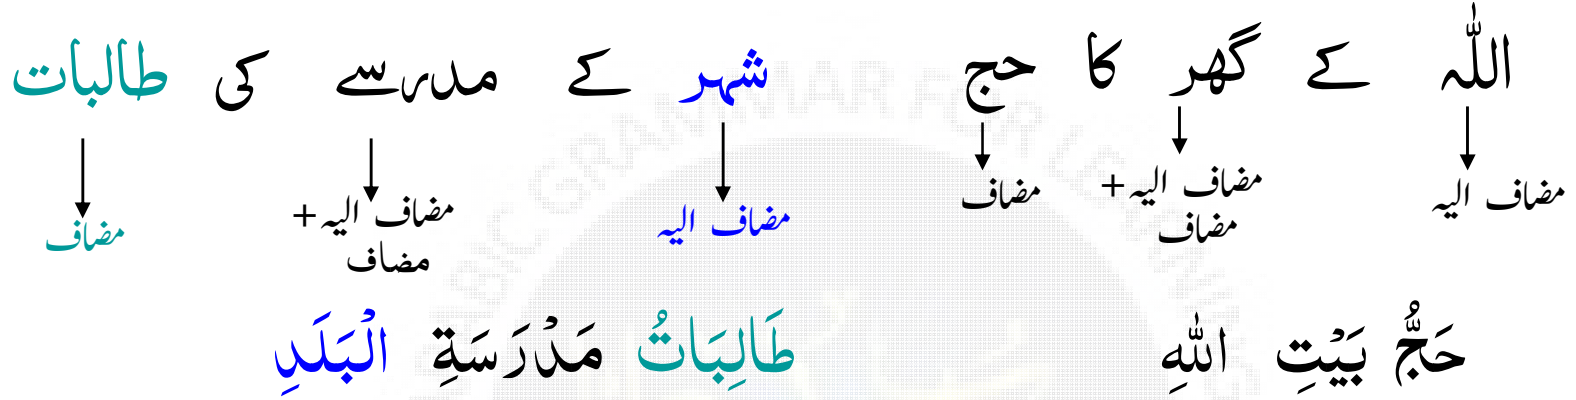 اللہ کے گھر کا حج شہر کے مدرسے کی طالبات
مضاف الیہ مضاف الیہ+ مضاف مضاف الیہ مضاف الیہ+ مضاف
مضاف مضاف
حَجُّ بَيْتِ اللهِ طَالِبَاتُ مَدْرَسَةِ الْبَلَدِ